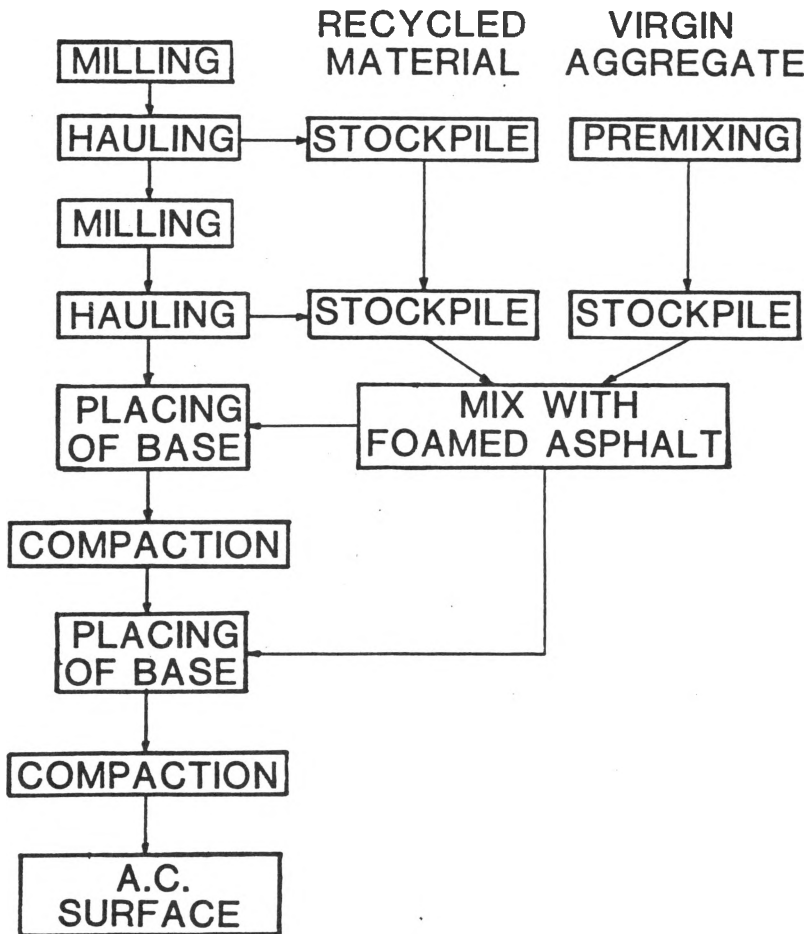 RECYCLED
MATERIAL
VIRGIN
AGGREGATE
MILLING
HAULING
STOCKPILE
PREMIXING
MILLING
HAULING
STOCKPILE
STOCKPILE
PLACING
OF BASE
MIX WITH
FOAMED ASPHALT
COMPACTION
PLACING
OF BASE
COMPACTION
A.C.
SURFACE